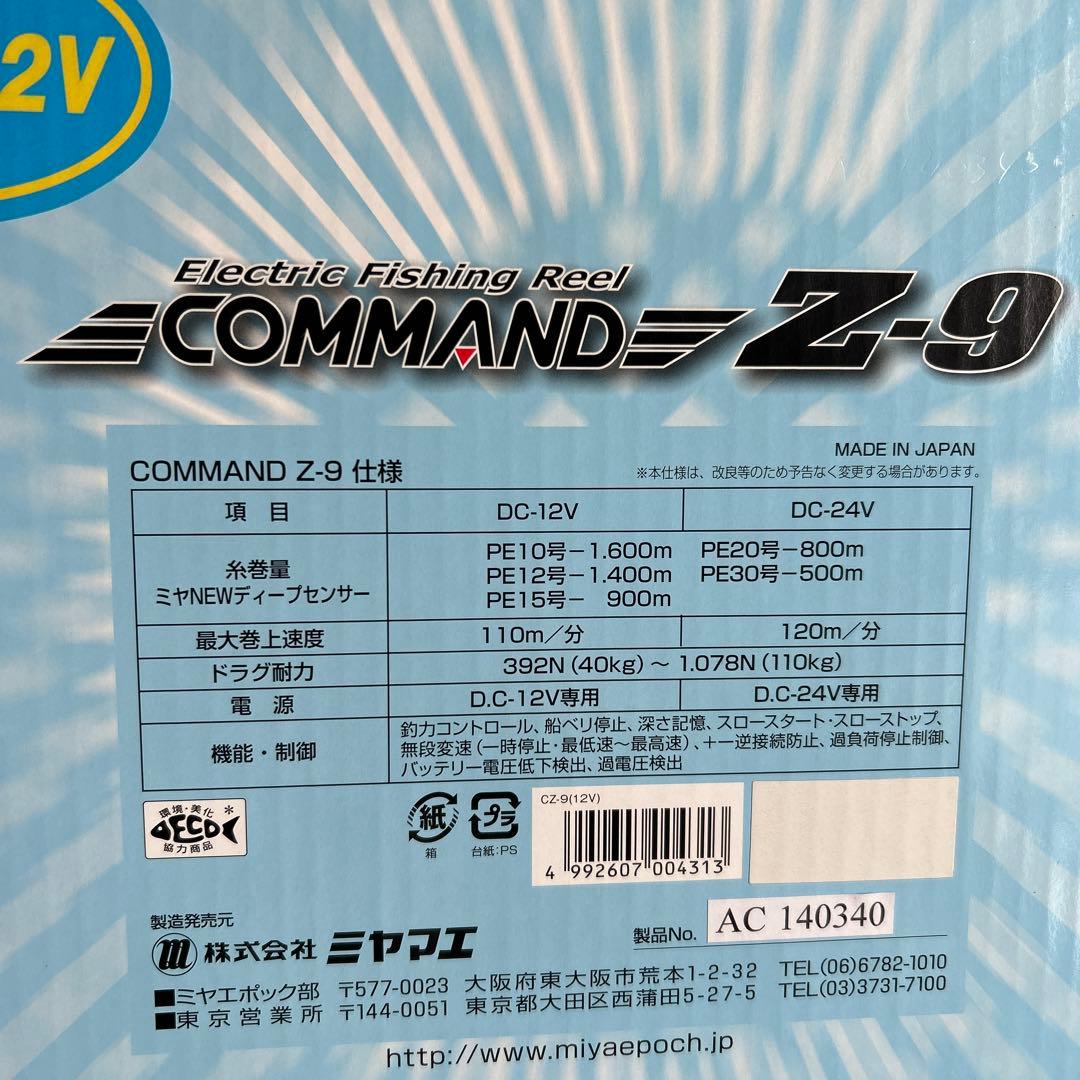 2V
Electric Fishing Reel
COMMAND Z-9
MADE IN JAPAN
COMMAND Z-9 仕様
※本仕様は、改良等のため予告なく変更する場合があります。
項 目 DC-12V DC-24V
糸巻量
ミヤNEWディープセンサー
PE10号－1.600m PE20号－800m
PE12号－1.400m PE30号－500m
PE15号－ 900m
最大巻上速度 110m／分 120m／分
ドラグ耐力 392N（40kg）～ 1.078N（110kg）
電 源 D.C-12V専用 D.C-24V専用
機能・制御
釣力コントロール、船ベリ停止、深さ記憶、スロースタート・スローストップ、
無段変速（一時停止・最低速～最高速）、＋－逆接続防止、過負荷停止制御、
バッテリー電圧低下検出、過電圧検出
環境・美化
ECO
協力商品
紙
箱
プラ
台紙:PS
CZ-9(12V)
4 992607 004313
製造発売元
m 株式会社 ミヤマエ
製品No. AC 140340
■ミヤエポック部 〒577-0023 大阪府東大阪市荒本1-2-32 TEL(06)6782-1010
■東京営業所 〒144-0051 東京都大田区西蒲田5-27-5 TEL(03)3731-7100
http://www.miyaepoch.jp